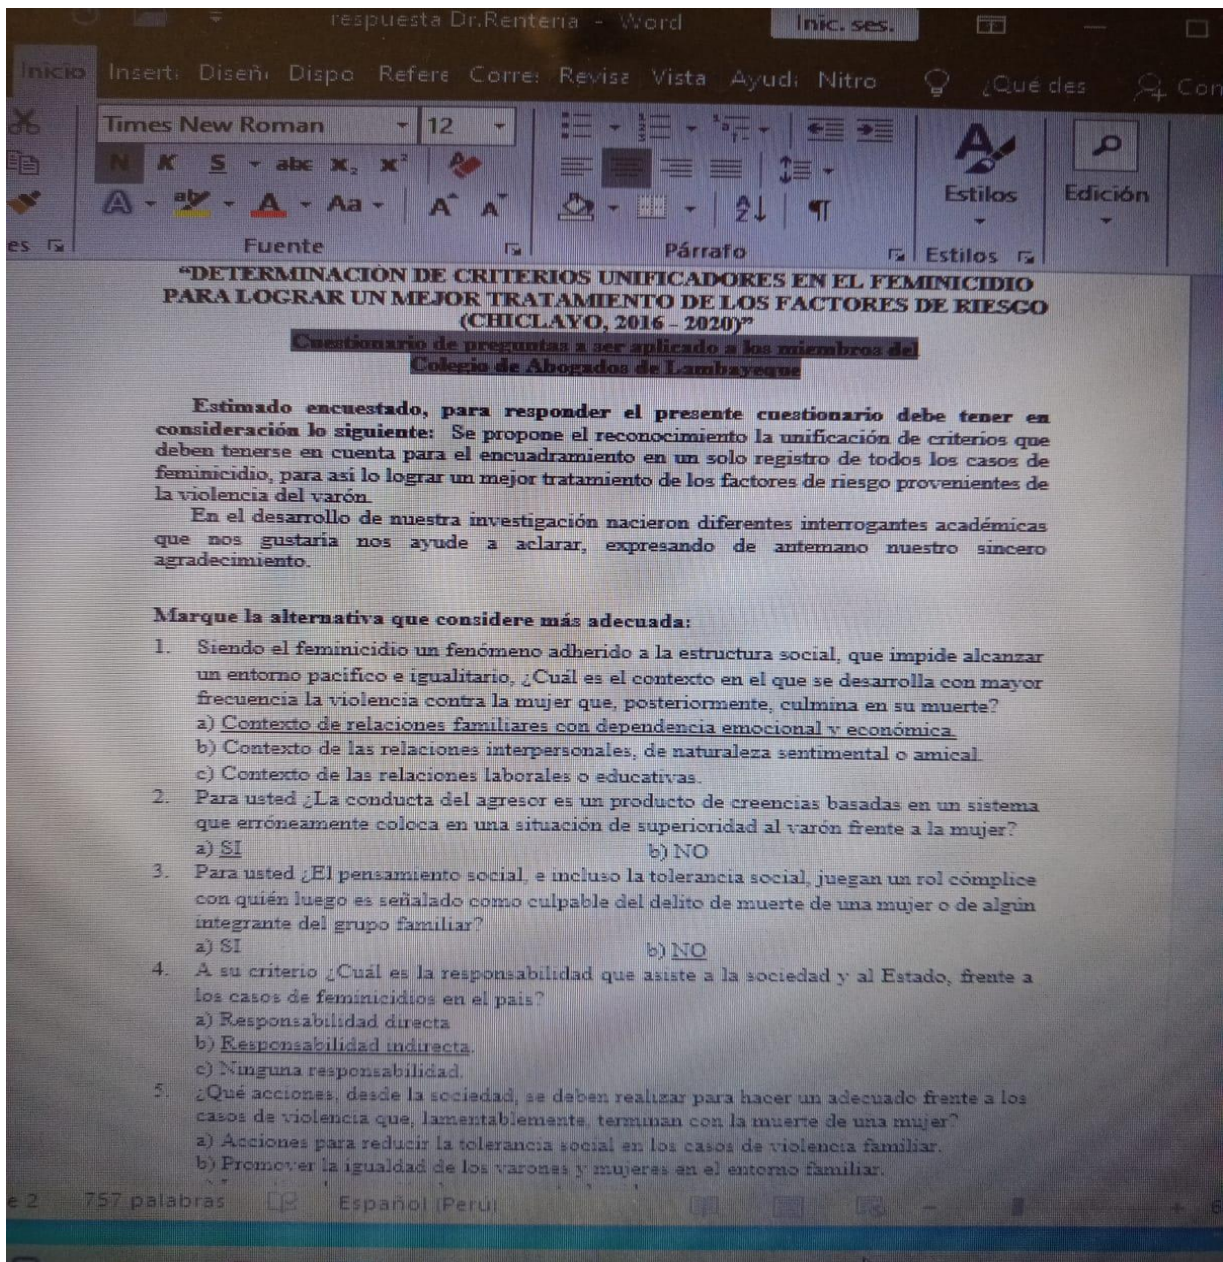 respuesta Dr.Renteria - Word Inic. ses.
Inicio Insert Diseñ Dispo Refere Corre Revisa Vista Ayud Nitro ¿Qué des Con
Times New Roman 12
N K S abc X₂ X²
A aby A Aa A A
Estilos Edición
es Fuente Párrafo Estilos
“DETERMINACIÓN DE CRITERIOS UNIFICADORES EN EL FEMINICIDIO
PARA LOGRAR UN MEJOR TRATAMIENTO DE LOS FACTORES DE RIESGO
(CHICLAYO, 2016 – 2020)”
Cuestionario de preguntas a ser aplicado a los miembros del
Colegio de Abogados de Lambayeque
Estimado encuestado, para responder el presente cuestionario debe tener en
consideración lo siguiente: Se propone el reconocimiento la unificación de criterios que
deben tenerse en cuenta para el encuadramiento en un solo registro de todos los casos de
feminicidio, para así lo lograr un mejor tratamiento de los factores de riesgo provenientes de
la violencia del varón.
En el desarrollo de nuestra investigación nacieron diferentes interrogantes académicas
que nos gustaría nos ayude a aclarar, expresando de antemano nuestro sincero
agradecimiento.
Marque la alternativa que considere más adecuada:
1. Siendo el feminicidio un fenómeno adherido a la estructura social, que impide alcanzar
un entorno pacífico e igualitario, ¿Cuál es el contexto en el que se desarrolla con mayor
frecuencia la violencia contra la mujer que, posteriormente, culmina en su muerte?
a) Contexto de relaciones familiares con dependencia emocional y económica.
b) Contexto de las relaciones interpersonales, de naturaleza sentimental o amical.
c) Contexto de las relaciones laborales o educativas.
2. Para usted ¿La conducta del agresor es un producto de creencias basadas en un sistema
que erróneamente coloca en una situación de superioridad al varón frente a la mujer?
a) SI b) NO
3. Para usted ¿El pensamiento social, e incluso la tolerancia social, juegan un rol cómplice
con quién luego es señalado como culpable del delito de muerte de una mujer o de algún
integrante del grupo familiar?
a) SI b) NO
4. A su criterio ¿Cuál es la responsabilidad que asiste a la sociedad y al Estado, frente a
los casos de feminicidios en el país?
a) Responsabilidad directa
b) Responsabilidad indirecta.
c) Ninguna responsabilidad.
5. ¿Qué acciones, desde la sociedad, se deben realizar para hacer un adecuado frente a los
casos de violencia que, lamentablemente, terminan con la muerte de una mujer?
a) Acciones para reducir la tolerancia social en los casos de violencia familiar.
b) Promover la igualdad de los varones y mujeres en el entorno familiar.
e 2 757 palabras Español (Perú)